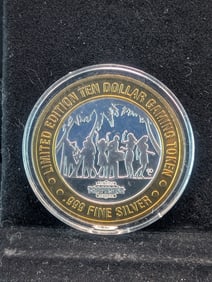 LIMITED EDITION TEN DOLLAR GAMING TOKEN
.999 FINE SILVER